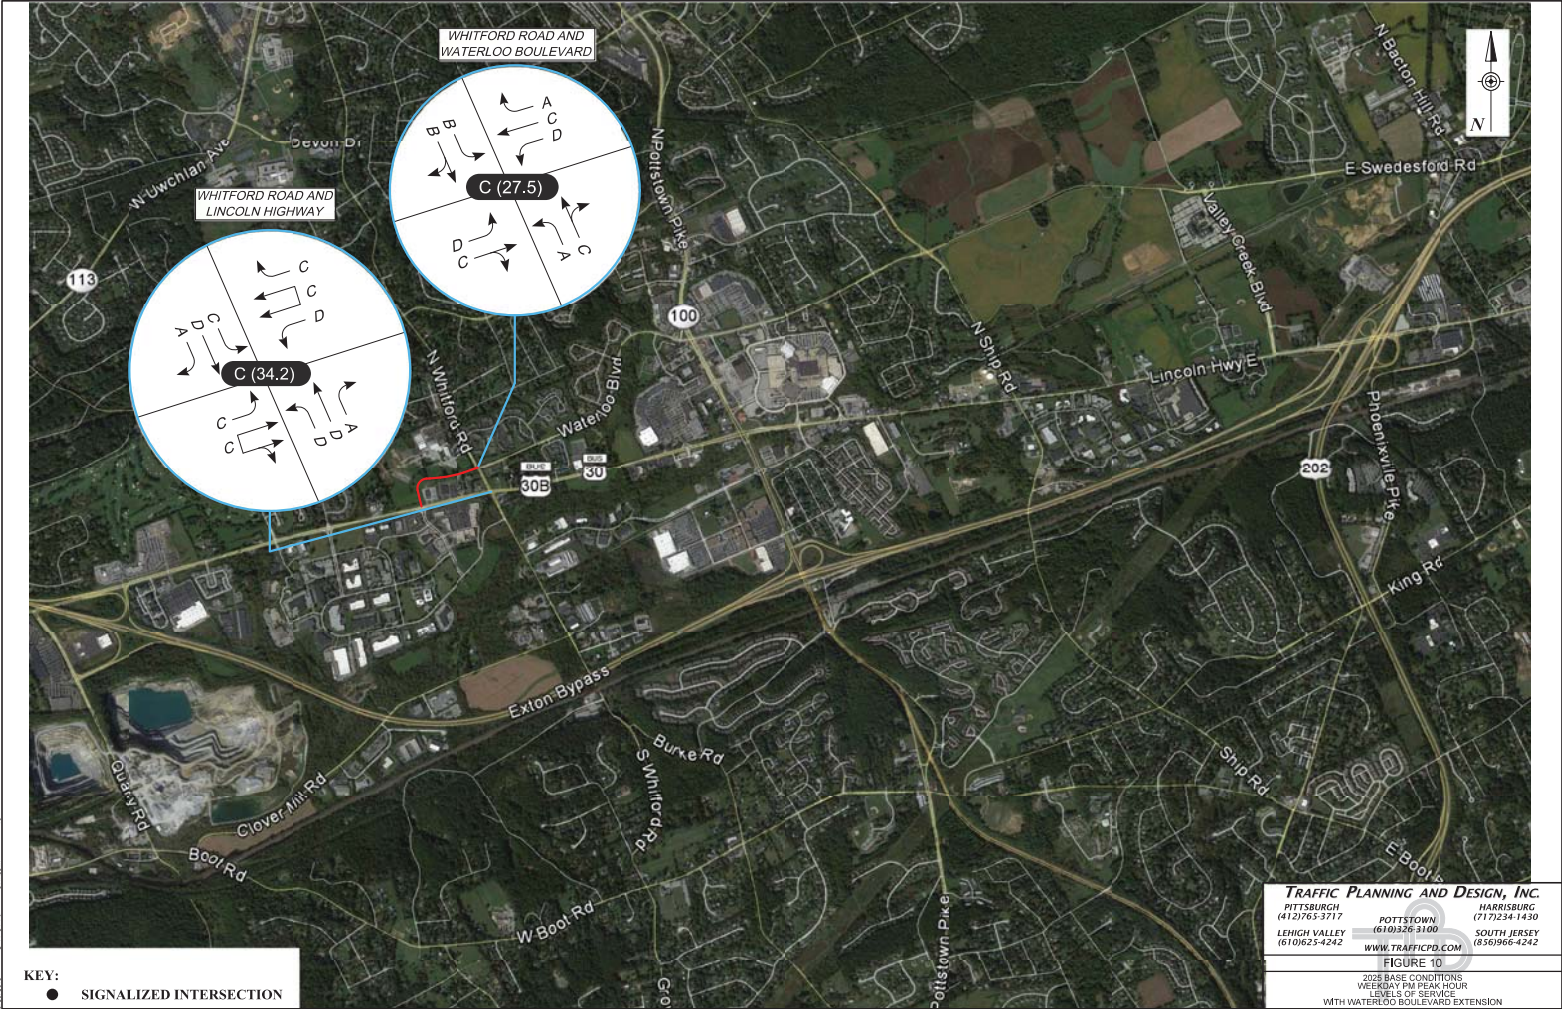 WHITFORD ROAD AND
WATERLOO BOULEVARD
A
C
D
B
B
C (27.5)
D
C
A
C
WHITFORD ROAD AND
LINCOLN HIGHWAY
C
C
D
A
D
C
C (34.2)
C
C
D
D
A
N
N Bacton Hill Rd
E Swedesford Rd
Devon Dr
W Uwchlan Ave
N Pottstown Pike
Valley Creek Blvd
113
100
N Ship Rd
N Whitford Rd
Waterloo Blvd
Lincoln Hwy E
Phoenixville Pike
BUS
30
30B
202
King Rd
Exton Bypass
Burke Rd
S Whitford Rd
Ship Rd
Quarry Rd
Clover Mill Rd
Boot Rd
W Boot Rd
E Boot
Pottstown Pike
Gro
KEY:
SIGNALIZED INTERSECTION
TRAFFIC PLANNING AND DESIGN, INC.
PITTSBURGH
(412)765-3717
HARRISBURG
(717)234-1430
POTTSTOWN
(610)326-3100
LEHIGH VALLEY
(610)625-4242
SOUTH JERSEY
(856)966-4242
WWW.TRAFFICPD.COM
FIGURE 10
2025 BASE CONDITIONS
WEEKDAY PM PEAK HOUR
LEVELS OF SERVICE
WITH WATERLOO BOULEVARD EXTENSION